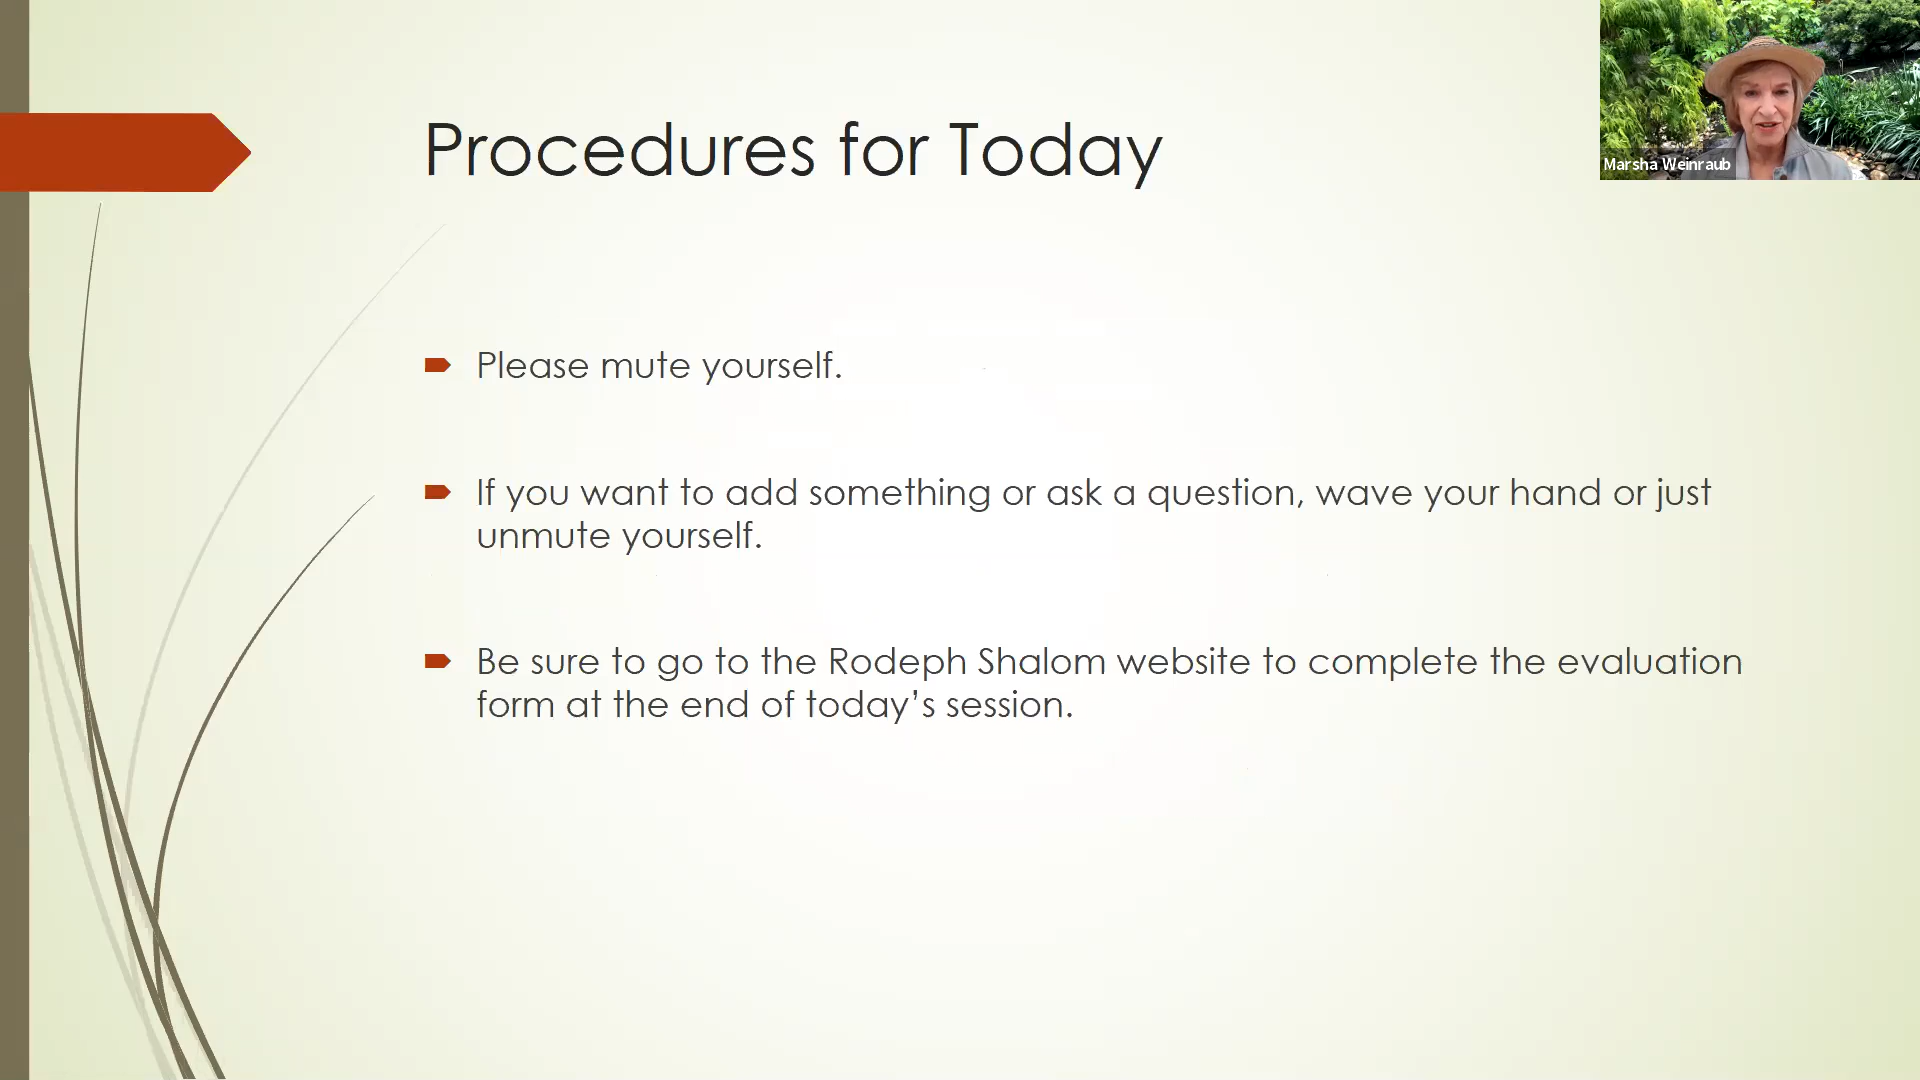 Procedures for Today
Marsha Weinraub
Please mute yourself.
If you want to add something or ask a question, wave your hand or just
unmute yourself.
Be sure to go to the Rodeph Shalom website to complete the evaluation
form at the end of today’s session.